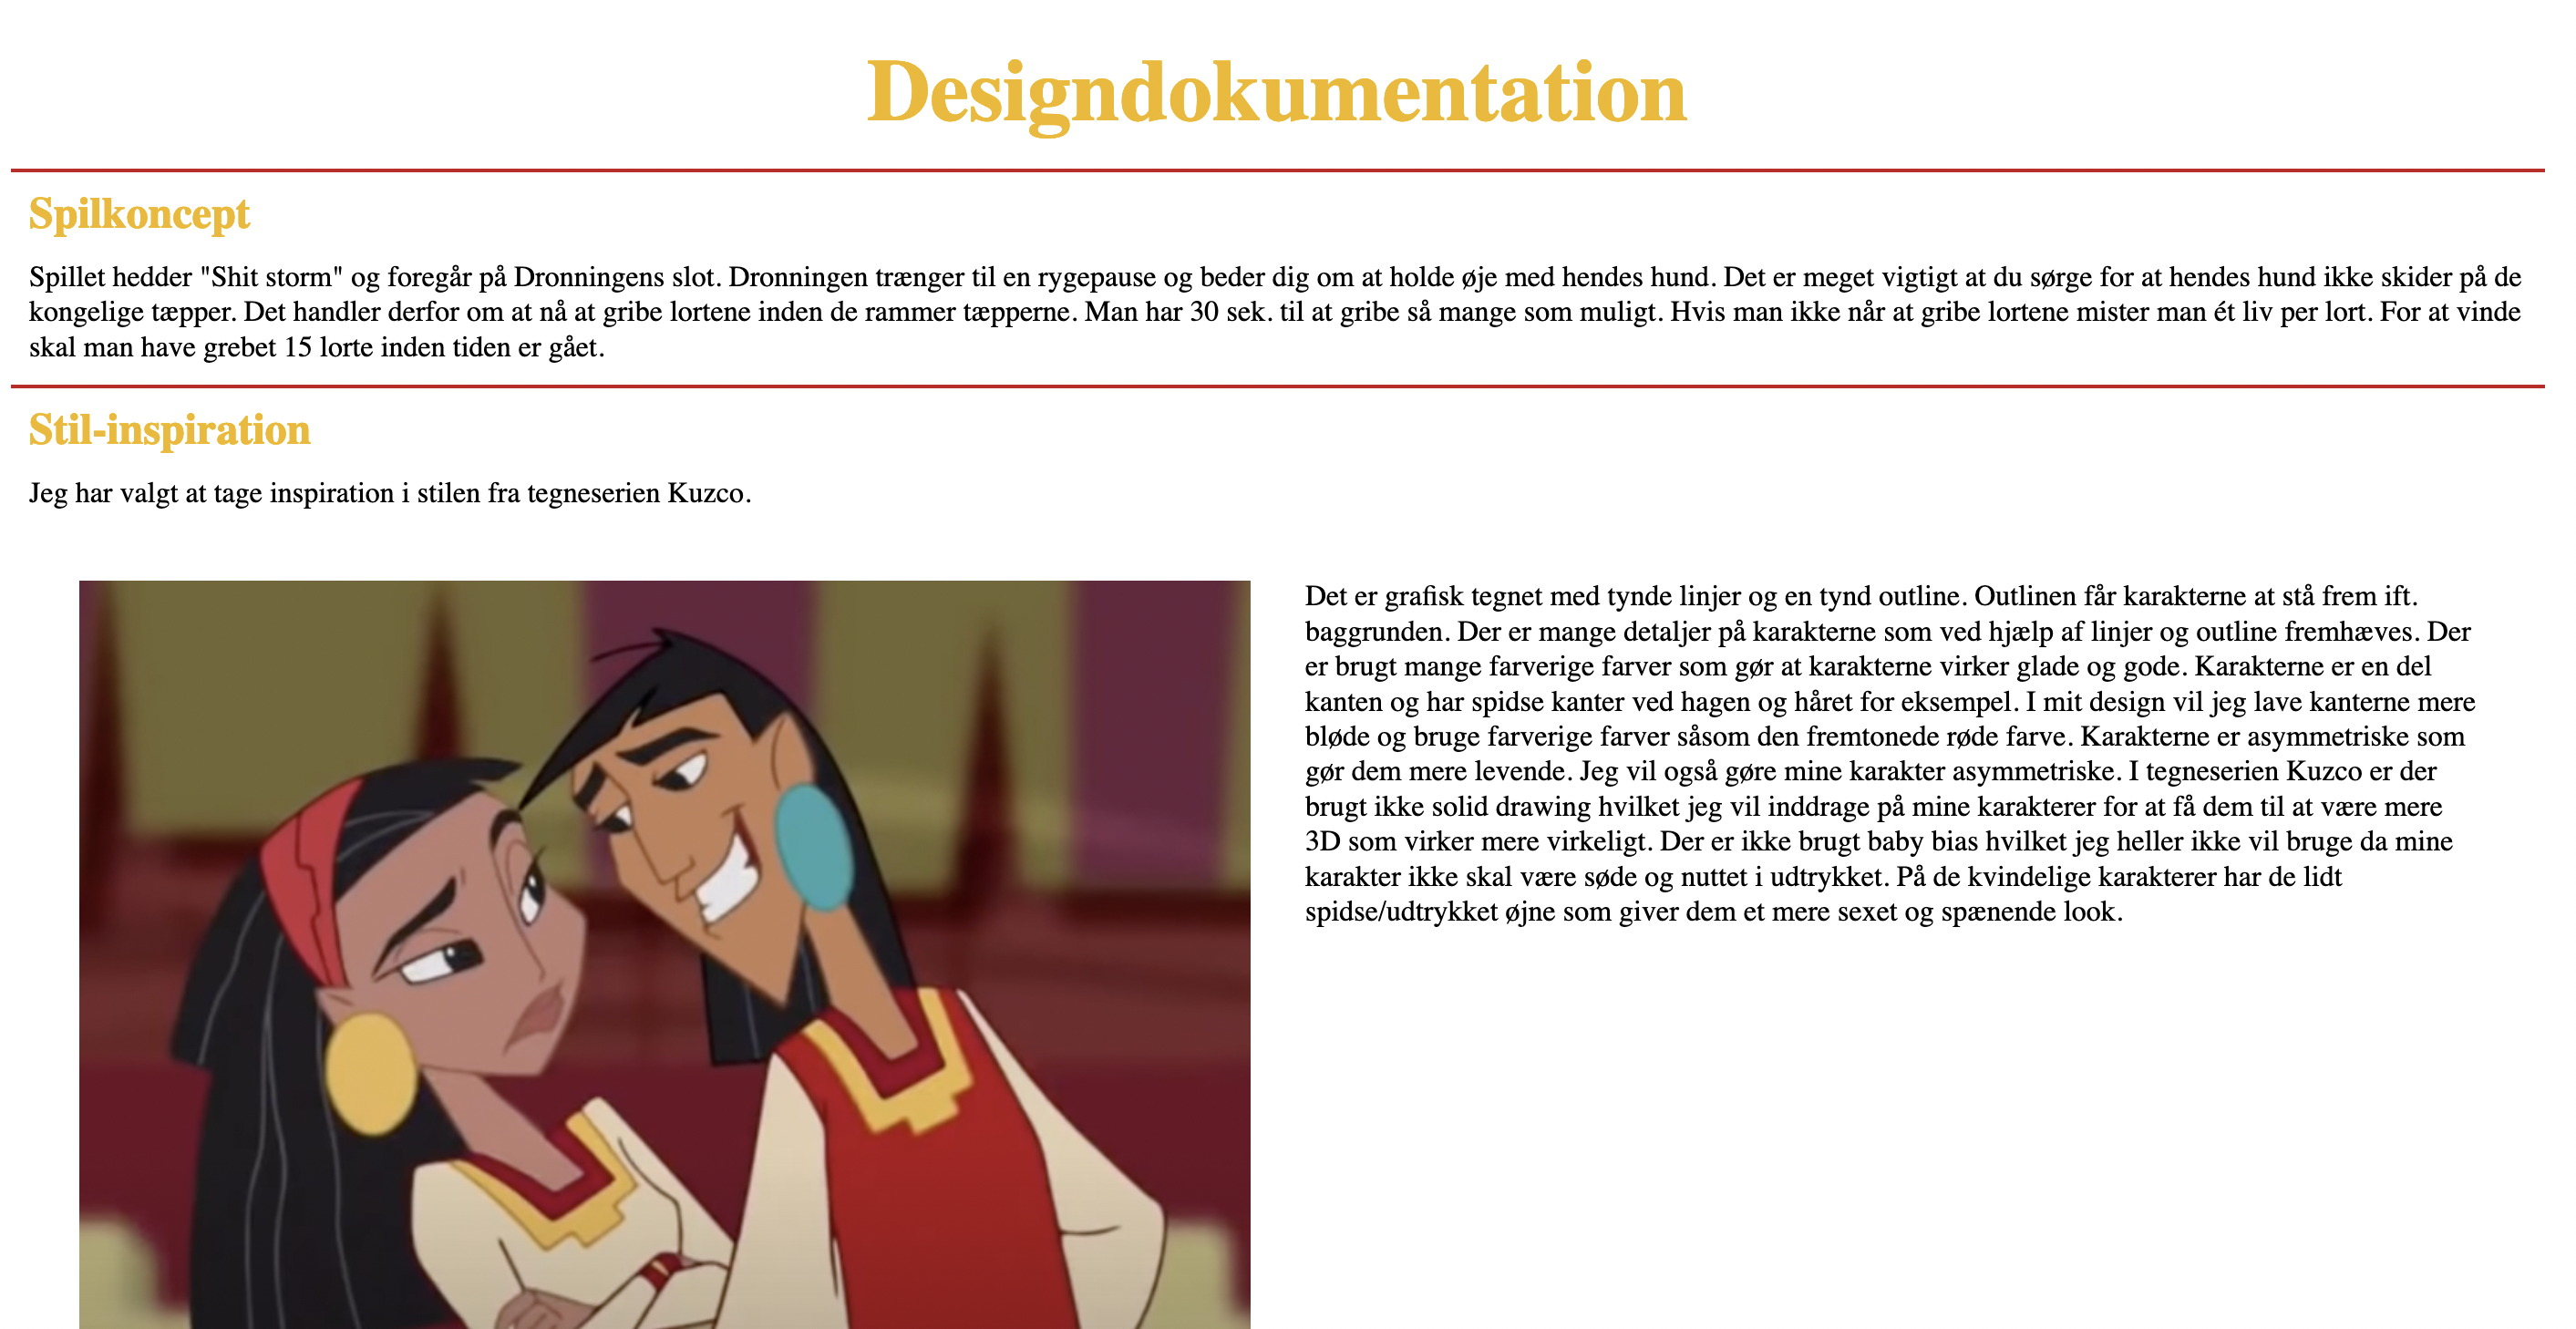 Designdokumentation
Spilkoncept
Spillet hedder "Shit storm" og foregår på Dronningens slot. Dronningen trænger til en rygepause og beder dig om at holde øje med hendes hund. Det er meget vigtigt at du sørge for at hendes hund ikke skider på de
kongelige tæpper. Det handler derfor om at nå at gribe lortene inden de rammer tæpperne. Man har 30 sek. til at gribe så mange som muligt. Hvis man ikke når at gribe lortene mister man ét liv per lort. For at vinde
skal man have grebet 15 lorte inden tiden er gået.
Stil-inspiration
Jeg har valgt at tage inspiration i stilen fra tegneserien Kuzco.
Det er grafisk tegnet med tynde linjer og en tynd outline. Outlinen får karakterne at stå frem ift.
baggrunden. Der er mange detaljer på karakterne som ved hjælp af linjer og outline fremhæves. Der
er brugt mange farverige farver som gør at karakterne virker glade og gode. Karakterne er en del
kanten og har spidse kanter ved hagen og håret for eksempel. I mit design vil jeg lave kanterne mere
bløde og bruge farverige farver såsom den fremtonede røde farve. Karakterne er asymmetriske som
gør dem mere levende. Jeg vil også gøre mine karakter asymmetriske. I tegneserien Kuzco er der
brugt ikke solid drawing hvilket jeg vil inddrage på mine karakterer for at få dem til at være mere
3D som virker mere virkeligt. Der er ikke brugt baby bias hvilket jeg heller ikke vil bruge da mine
karakter ikke skal være søde og nuttet i udtrykket. På de kvindelige karakterer har de lidt
spidse/udtrykket øjne som giver dem et mere sexet og spænende look.